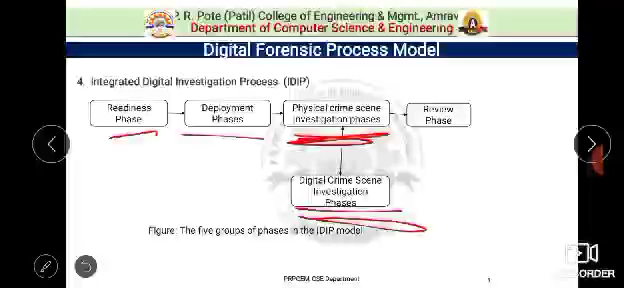 P. R. Pote (Patil) College of Engineering & Mgmt., Amrav
Department of Computer Science & Engineering
Digital Forensic Process Model
4. Integrated Digital Investigation Process (IDIP)
Readiness
Phase
Deployment
Phases
Physical crime scene
investigation phases
Review
Phase
Digital Crime Scene
Investigation
Phases
Figure: The five groups of phases in the IDIP model
PRPCEM, CSE Department
1